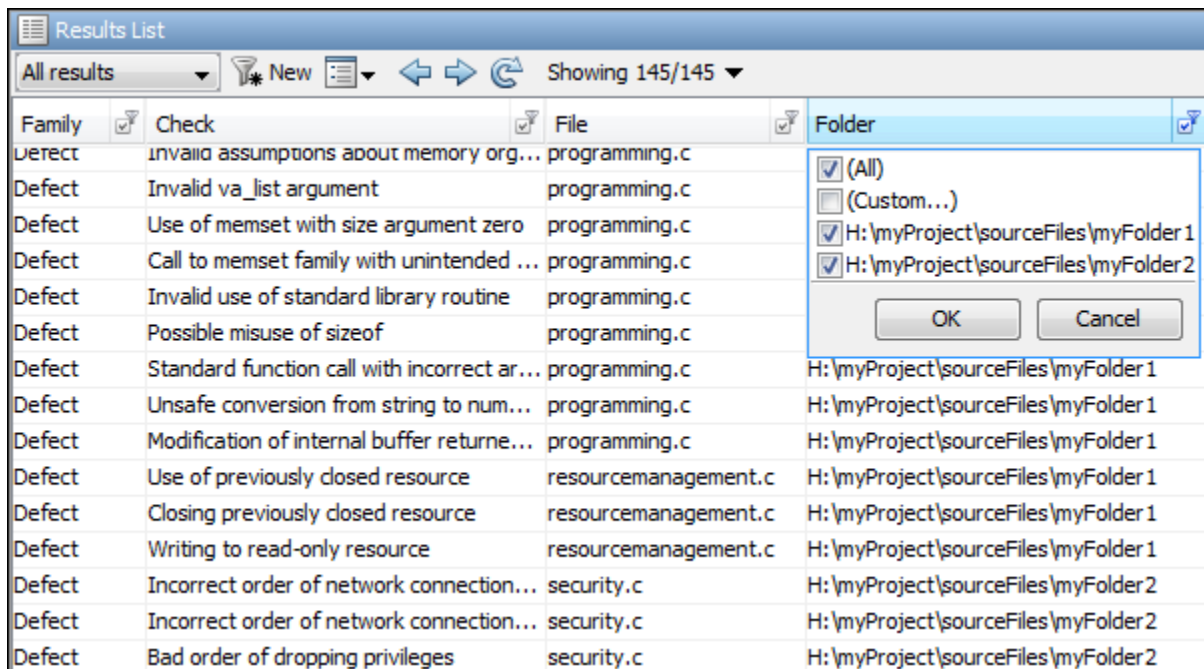 Results List
All results New Showing 145/145
Family Check File Folder
Defect Invalid assumptions about memory org... programming.c (All)
Defect Invalid va_list argument programming.c (Custom...)
Defect Use of memset with size argument zero programming.c H:\myProject\sourceFiles\myFolder1
Defect Call to memset family with unintended ... programming.c H:\myProject\sourceFiles\myFolder2
Defect Invalid use of standard library routine programming.c OK Cancel
Defect Possible misuse of sizeof programming.c
Defect Standard function call with incorrect ar... programming.c H:\myProject\sourceFiles\myFolder1
Defect Unsafe conversion from string to num... programming.c H:\myProject\sourceFiles\myFolder1
Defect Modification of internal buffer returne... programming.c H:\myProject\sourceFiles\myFolder1
Defect Use of previously closed resource resourcemanagement.c H:\myProject\sourceFiles\myFolder1
Defect Closing previously closed resource resourcemanagement.c H:\myProject\sourceFiles\myFolder1
Defect Writing to read-only resource resourcemanagement.c H:\myProject\sourceFiles\myFolder1
Defect Incorrect order of network connection... security.c H:\myProject\sourceFiles\myFolder2
Defect Incorrect order of network connection... security.c H:\myProject\sourceFiles\myFolder2
Defect Bad order of dropping privileges security.c H:\myProject\sourceFiles\myFolder2